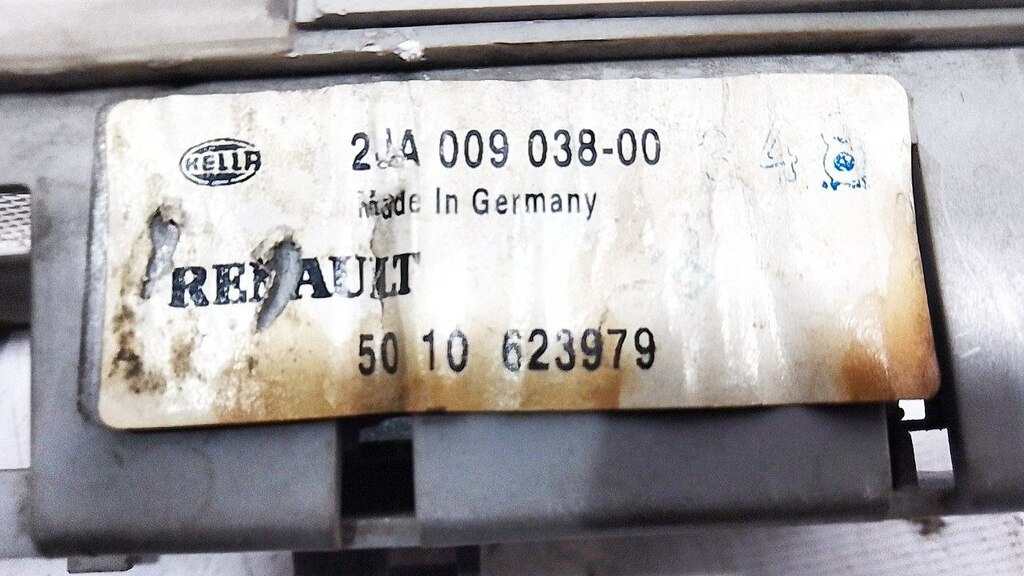 HELLA
2JA 009 038-00
Made In Germany
RENAULT
50 10 623979